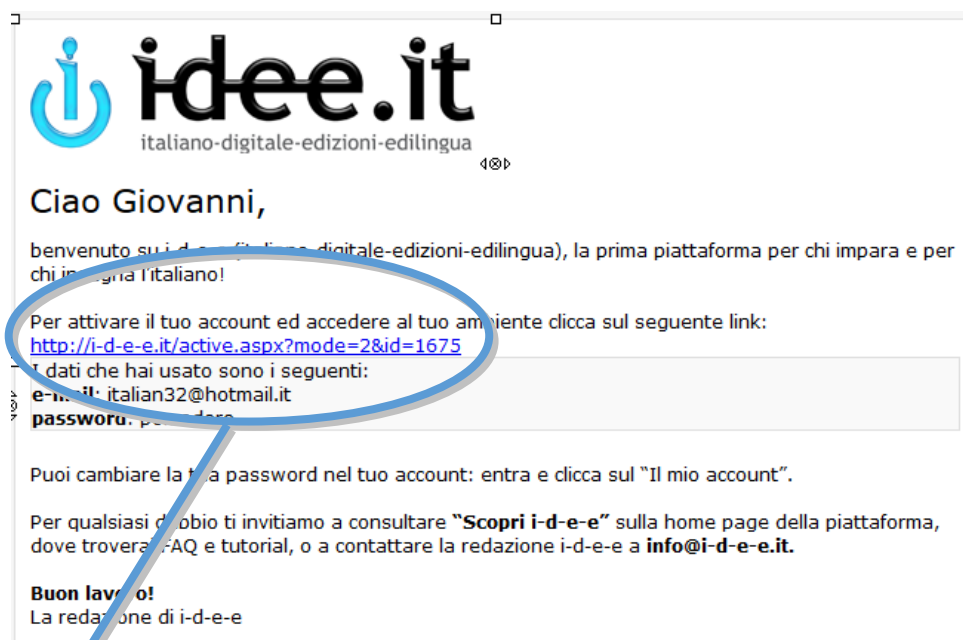 i-dee.it
italiano-digitale-edizioni-edilingua
Ciao Giovanni,
benvenuto su i-d-e-e (italiano-digitale-edizioni-edilingua), la prima piattaforma per chi impara e per
chi insegna l'italiano!
Per attivare il tuo account ed accedere al tuo ambiente clicca sul seguente link:
http://i-d-e-e.it/active.aspx?mode=2&id=1675
I dati che hai usato sono i seguenti:
e-mail: italian32@hotmail.it
password:
Puoi cambiare la tua password nel tuo account: entra e clicca sul "Il mio account".
Per qualsiasi dubbio ti invitiamo a consultare "Scopri i-d-e-e" sulla home page della piattaforma,
dove troverai FAQ e tutorial, o a contattare la redazione i-d-e-e a info@i-d-e-e.it.
Buon lavoro!
La redazione di i-d-e-e